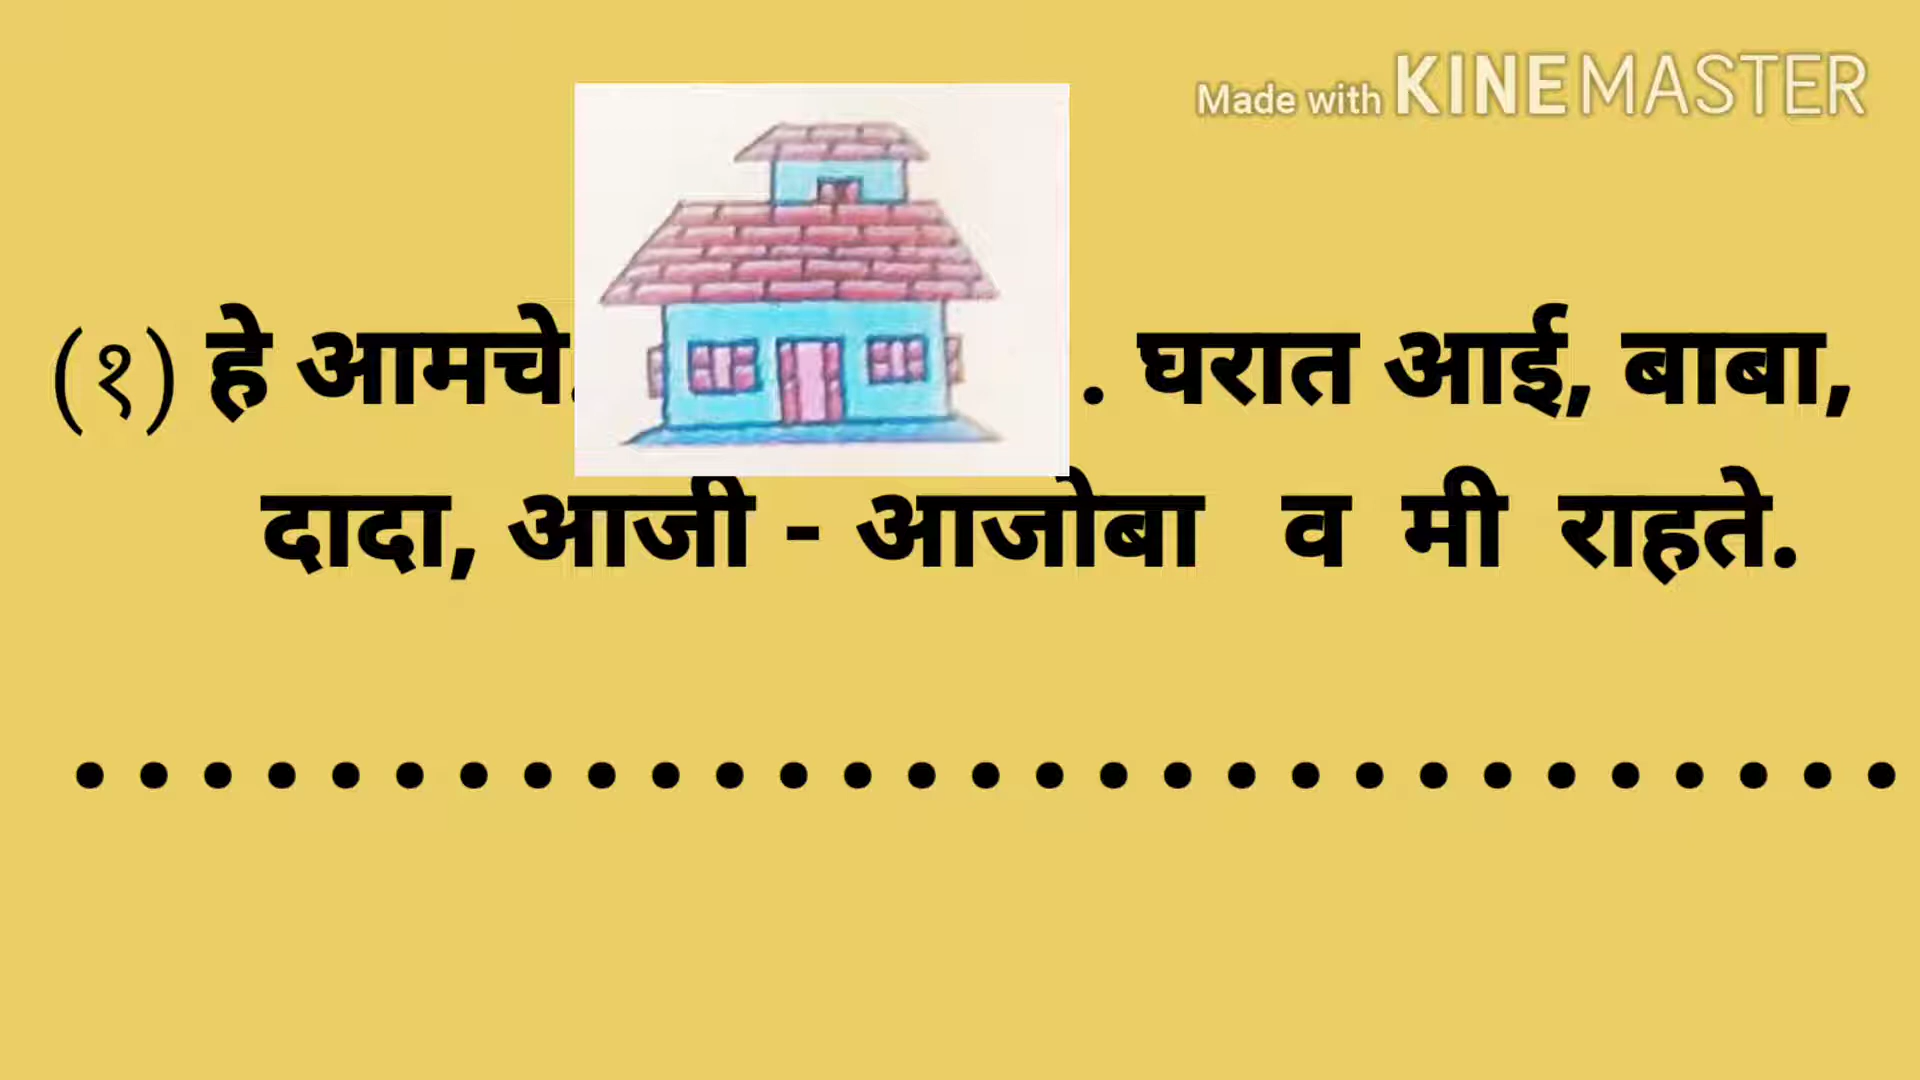 Made with KINEMASTER
(१) हे आमचे. . घरात आई, बाबा,
दादा, आजी - आजोबा व मी राहते.
. . . . . . . . . . . . . . . . . . . . . . . . . . . . .